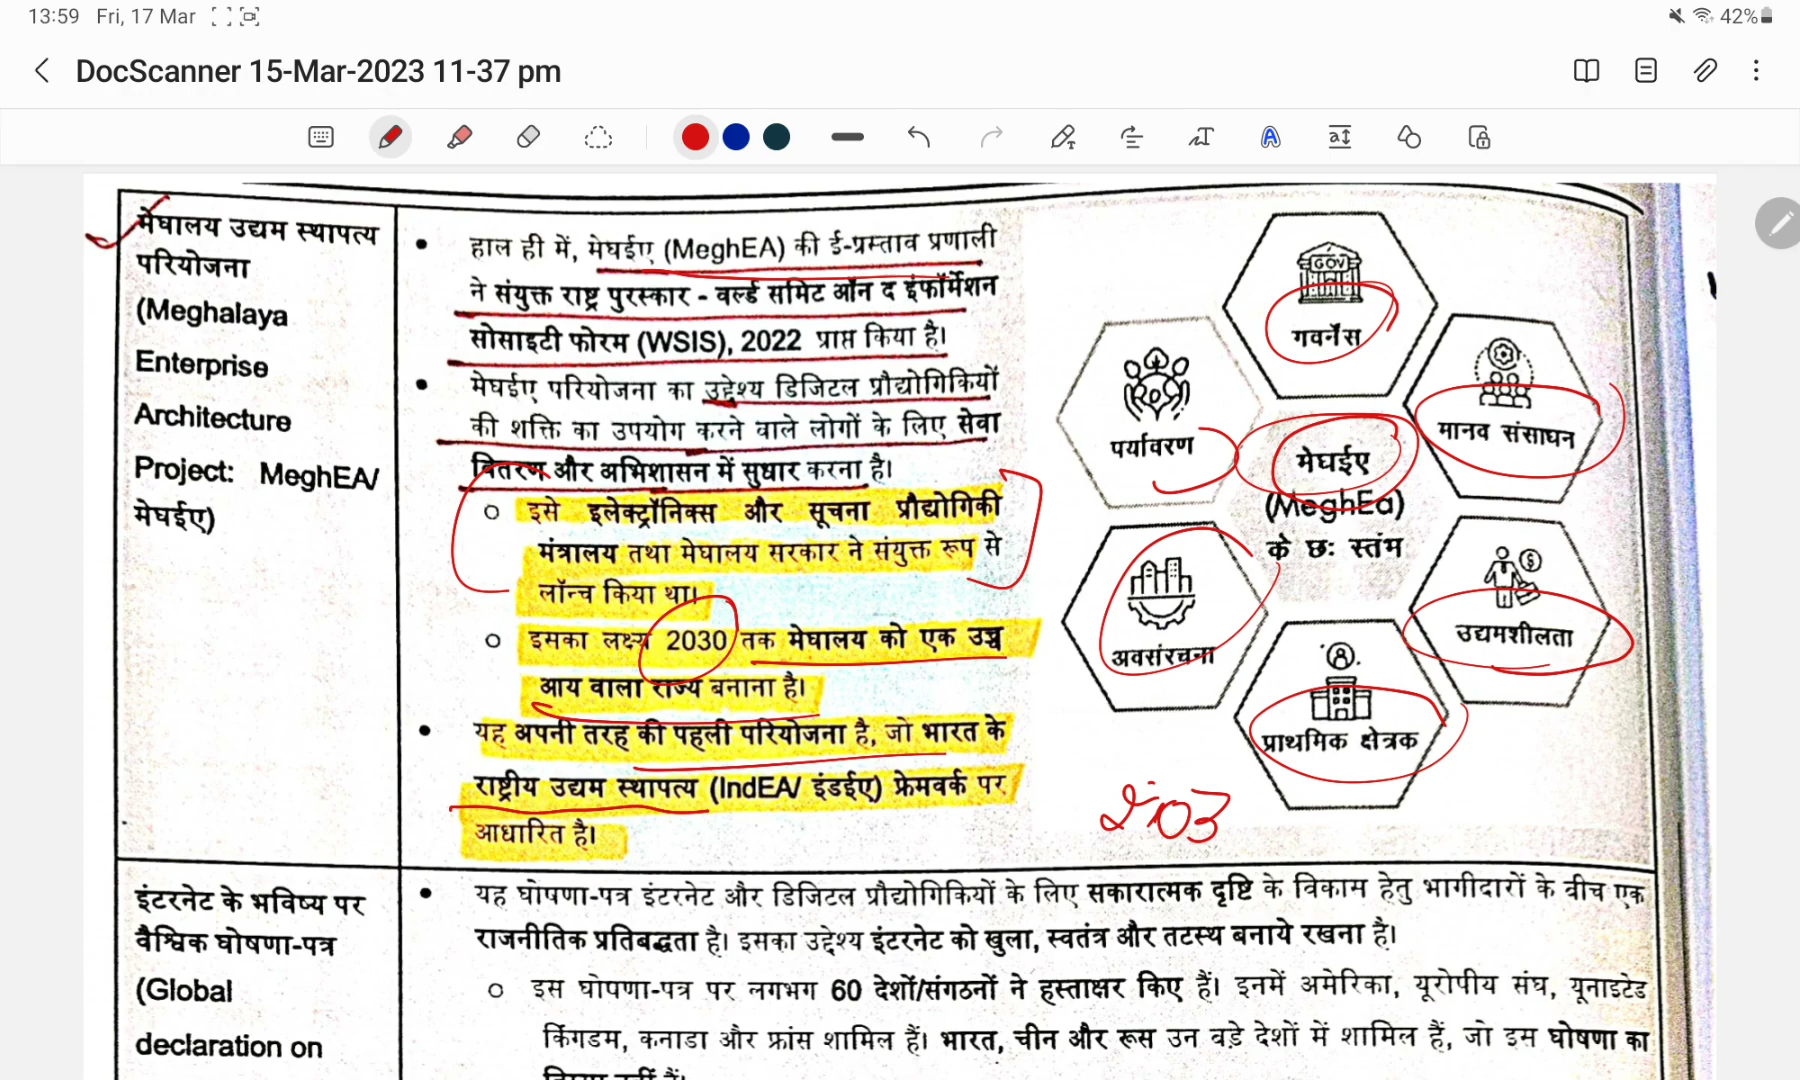 13:59 Fri, 17 Mar
42%
DocScanner 15-Mar-2023 11-37 pm
मेघालय उद्यम स्थापत्य
परियोजना
(Meghalaya
Enterprise
Architecture
Project: MeghEA/
मेघईए)
हाल ही में, मेघईए (MeghEA) की ई-प्रस्ताव प्रणाली
ने संयुक्त राष्ट्र पुरस्कार - वर्ल्ड समिट ऑन द इंफॉर्मेशन
सोसाइटी फोरम (WSIS), 2022 प्राप्त किया है।
मेघईए परियोजना का उद्देश्य डिजिटल प्रौद्योगिकियों
की शक्ति का उपयोग करने वाले लोगों के लिए सेवा
वितरण और अभिशासन में सुधार करना है।
इसे इलेक्ट्रॉनिक्स और सूचना प्रौद्योगिकी
मंत्रालय तथा मेघालय सरकार ने संयुक्त रूप से
लॉन्च किया था।
इसका लक्ष्य 2030 तक मेघालय को एक उच्च
आय वाला राज्य बनाना है।
यह अपनी तरह की पहली परियोजना है, जो भारत के
राष्ट्रीय उद्यम स्थापत्य (IndEA/ इंडईए) फ्रेमवर्क पर
आधारित है।
GOV
गवर्नेंस
पर्यावरण
मानव संसाधन
मेघईए
(MeghEa)
के छः स्तंभ
अवसंरचना
उद्यमशीलता
प्राथमिक क्षेत्रक
इंटरनेट के भविष्य पर
वैश्विक घोषणा-पत्र
(Global
declaration on
यह घोषणा-पत्र इंटरनेट और डिजिटल प्रौद्योगिकियों के लिए सकारात्मक दृष्टि के विकास हेतु भागीदारों के बीच एक
राजनीतिक प्रतिबद्धता है। इसका उद्देश्य इंटरनेट को खुला, स्वतंत्र और तटस्थ बनाये रखना है।
इस घोषणा-पत्र पर लगभग 60 देशों/संगठनों ने हस्ताक्षर किए हैं। इनमें अमेरिका, यूरोपीय संघ, यूनाइटेड
किंगडम, कनाडा और फ्रांस शामिल हैं। भारत, चीन और रूस उन बड़े देशों में शामिल हैं, जो इस घोषणा का